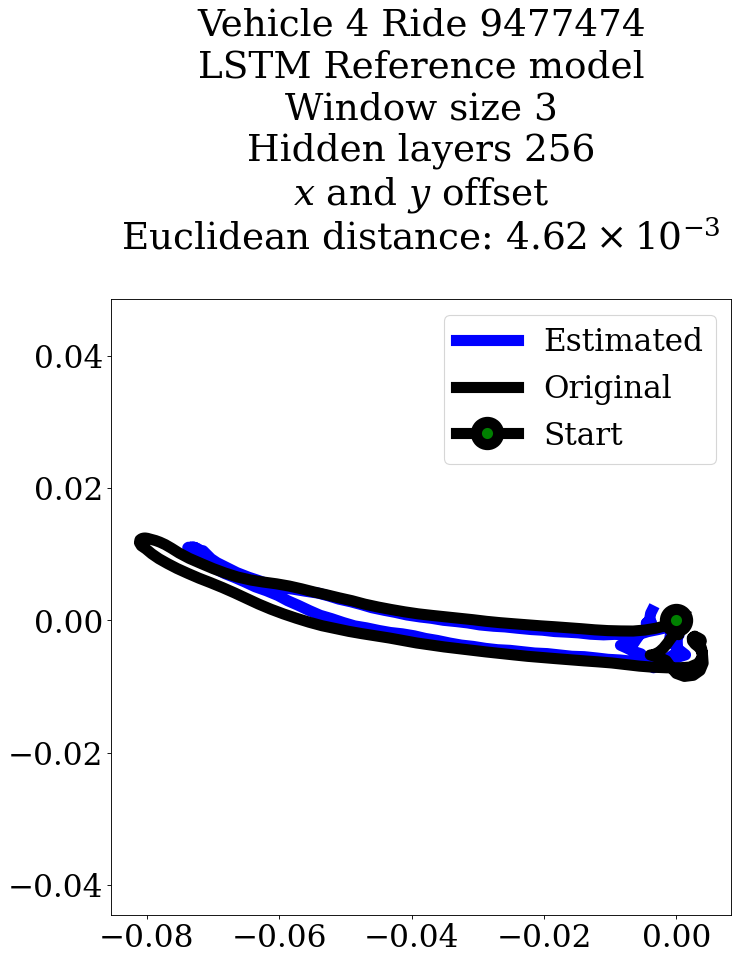 Vehicle 4 Ride 9477474
LSTM Reference model
Window size 3
Hidden layers 256
x and y offset
Euclidean distance: 4.62 × 10⁻³
Estimated
Original
Start
0.04
0.02
0.00
−0.02
−0.04
−0.08 −0.06 −0.04 −0.02 0.00